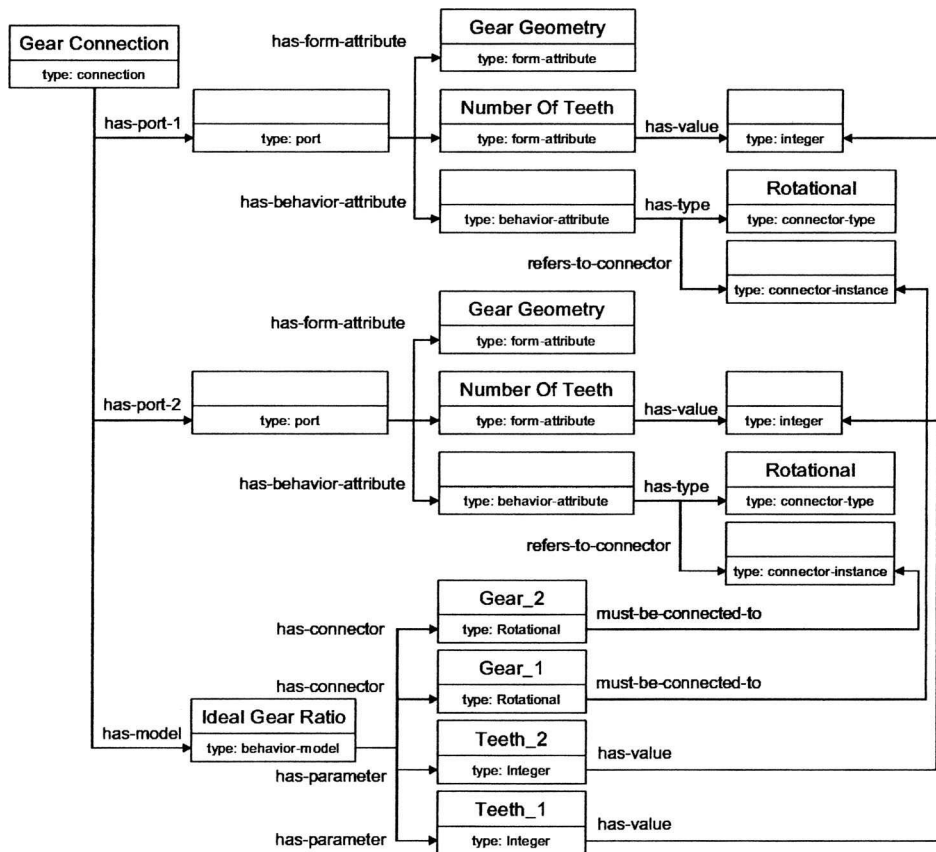 Gear Connection
type: connection
has-form-attribute
Gear Geometry
type: form-attribute
has-port-1
type: port
Number Of Teeth
type: form-attribute
has-value
type: integer
has-behavior-attribute
type: behavior-attribute
has-type
Rotational
type: connector-type
refers-to-connector
type: connector-instance
has-form-attribute
Gear Geometry
type: form-attribute
has-port-2
type: port
Number Of Teeth
type: form-attribute
has-value
type: integer
has-behavior-attribute
type: behavior-attribute
has-type
Rotational
type: connector-type
refers-to-connector
type: connector-instance
has-connector
Gear_2
type: Rotational
must-be-connected-to
has-connector
Gear_1
type: Rotational
must-be-connected-to
has-model
Ideal Gear Ratio
type: behavior-model
has-parameter
Teeth_2
type: Integer
has-value
has-parameter
Teeth_1
type: Integer
has-value